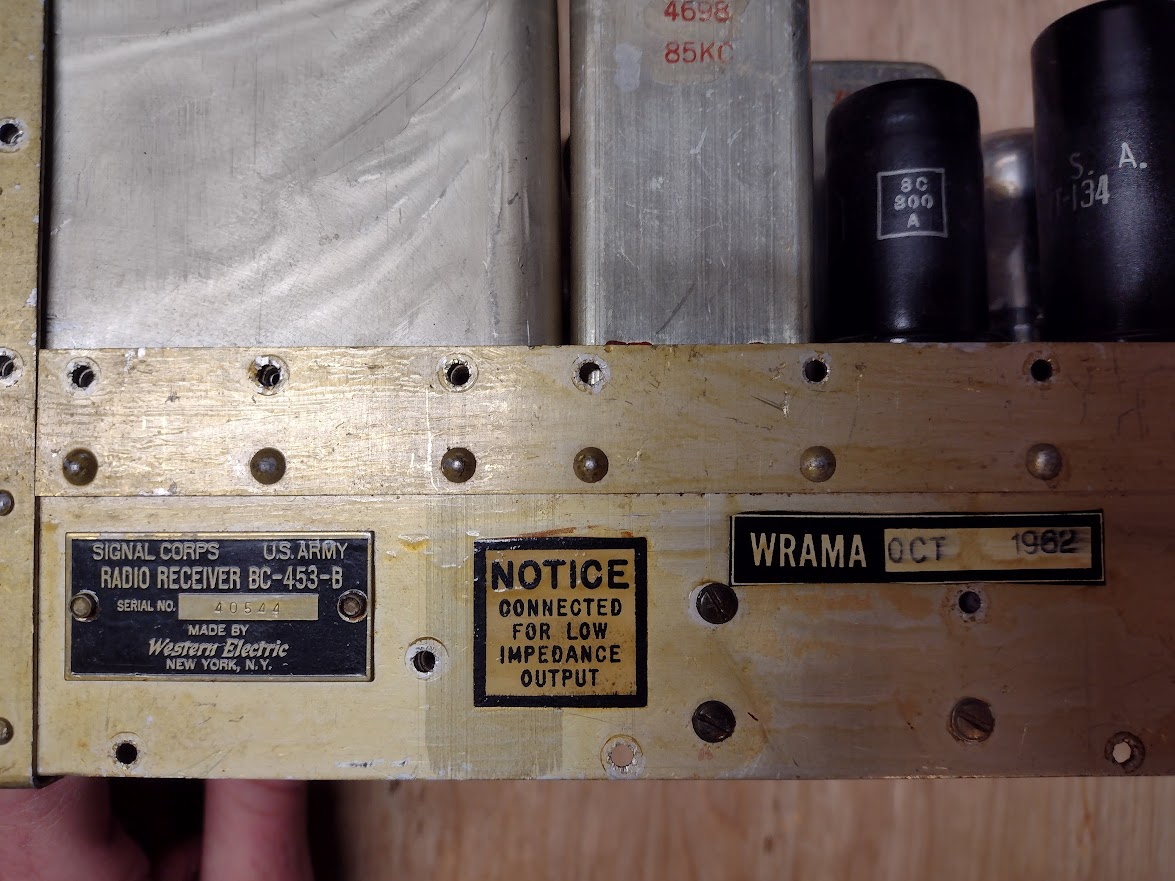 4698
85KC
8C
800
A
S. A.
T-134
SIGNAL CORPS U.S. ARMY
RADIO RECEIVER BC-453-B
SERIAL NO. 40544
MADE BY
Western Electric
NEW YORK, N.Y.
NOTICE
CONNECTED
FOR LOW
IMPEDANCE
OUTPUT
WRAMA OCT 1962